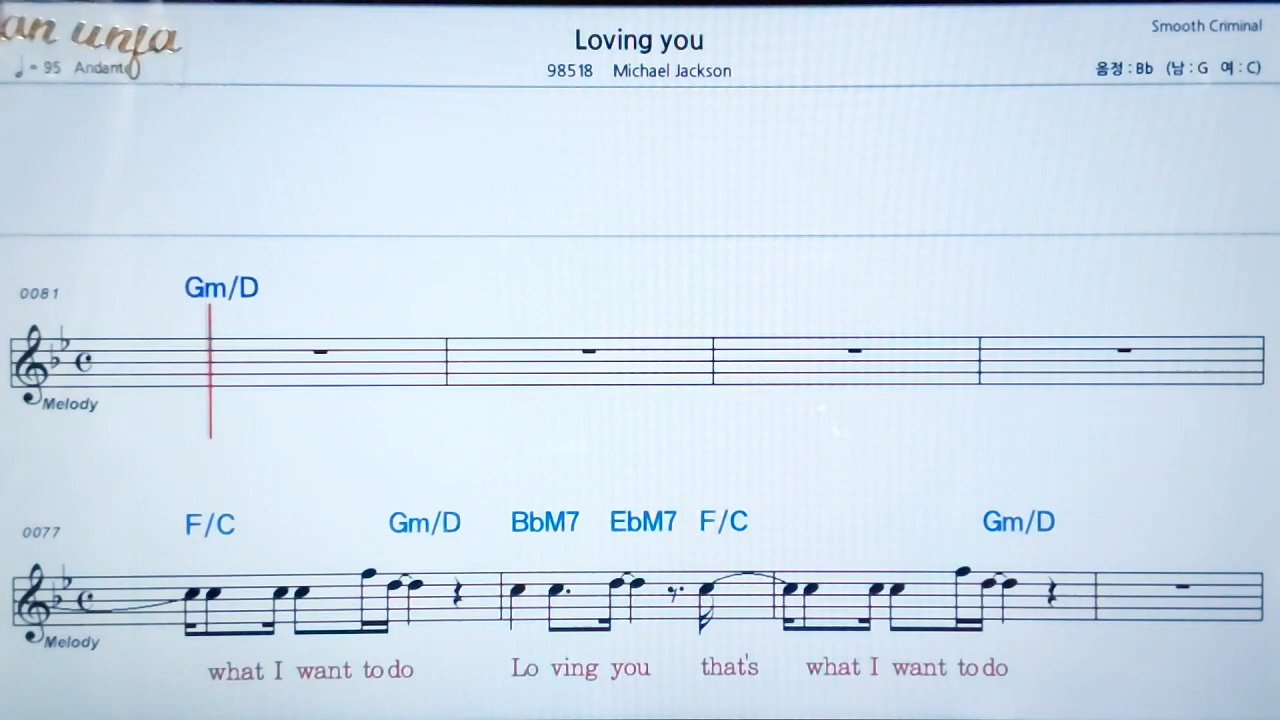 an unja
Loving you
Smooth Criminal
♩ = 95 Andante
98518 Michael Jackson
음정 : Bb (남 : G 여 : C)
0081
Gm/D
Melody
0077
F/C Gm/D BbM7 EbM7 F/C Gm/D
Melody
what I want to do Lo ving you that's what I want to do